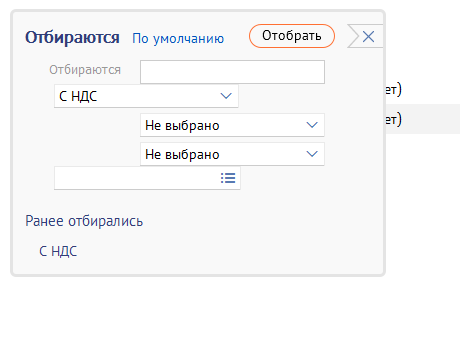 Отбираются По умолчанию Отобрать
Отбираются
ет)
С НДС
ет)
Не выбрано
Не выбрано
Ранее отбирались
С НДС